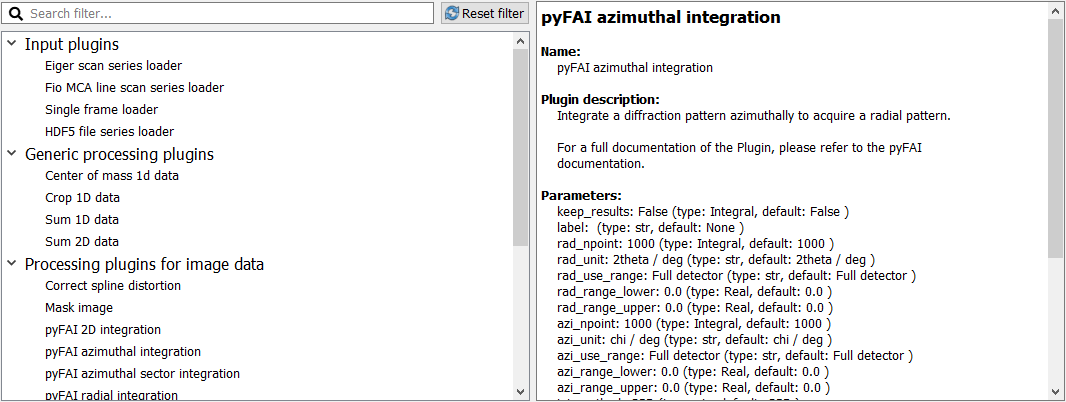 Search filter...
Reset filter
Input plugins
Eiger scan series loader
Fio MCA line scan series loader
Single frame loader
HDF5 file series loader
Generic processing plugins
Center of mass 1d data
Crop 1D data
Sum 1D data
Sum 2D data
Processing plugins for image data
Correct spline distortion
Mask image
pyFAI 2D integration
pyFAI azimuthal integration
pyFAI azimuthal sector integration
pyFAI radial integration
pyFAI azimuthal integration
Name:
pyFAI azimuthal integration
Plugin description:
Integrate a diffraction pattern azimuthally to acquire a radial pattern.
For a full documentation of the Plugin, please refer to the pyFAI
documentation.
Parameters:
keep_results: False (type: Integral, default: False )
label:  (type: str, default: None )
rad_npoint: 1000 (type: Integral, default: 1000 )
rad_unit: 2theta / deg (type: str, default: 2theta / deg )
rad_use_range: Full detector (type: str, default: Full detector )
rad_range_lower: 0.0 (type: Real, default: 0.0 )
rad_range_upper: 0.0 (type: Real, default: 0.0 )
azi_npoint: 1000 (type: Integral, default: 1000 )
azi_unit: chi / deg (type: str, default: chi / deg )
azi_use_range: Full detector (type: str, default: Full detector )
azi_range_lower: 0.0 (type: Real, default: 0.0 )
azi_range_upper: 0.0 (type: Real, default: 0.0 )